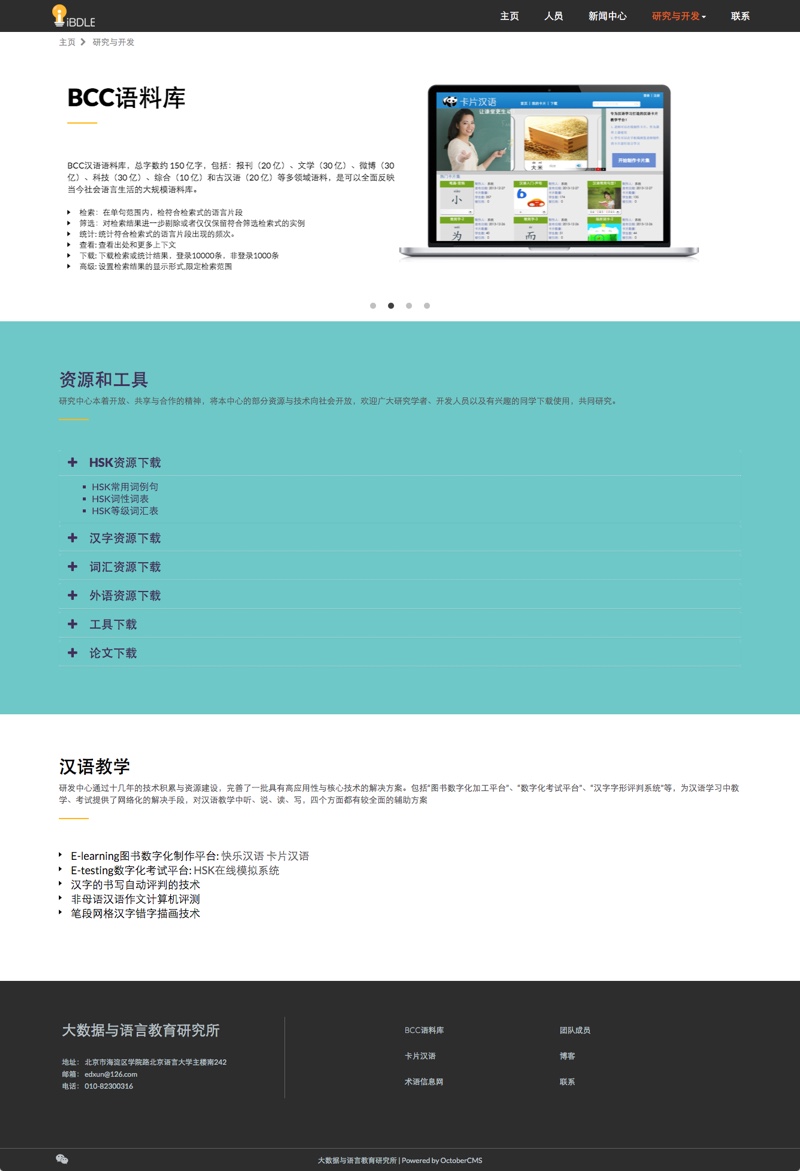 iBDLE
主页 人员 新闻中心 研究与开发 联系
主页 研究与开发
BCC语料库
BCC汉语语料库，总字数约 150 亿字，包括：报刊（20 亿）、文学（30 亿）、微博（30
亿）、科技（30 亿）、综合（10 亿）和古汉语（20 亿）等多领域语料，是可以全面反映
当今社会语言生活的大规模语料库。
检索：在单句范围内，检符合检索式的语言片段
筛选：对检索结果进一步剔除或者仅仅保留符合筛选检索式的实例
统计: 统计符合检索式的语言片段出现的频次。
查看: 查看出处和更多上下文
下载: 下载检索或统计结果，登录10000条，非登录1000条
高级: 设置检索结果的显示形式,限定检索范围
卡片汉语
让课堂更生
开始制作卡片集
小
为
而
资源和工具
研究中心本着开放、共享与合作的精神，将本中心的部分资源与技术向社会开放，欢迎广大研究学者、开发人员以及有兴趣的同学下载使用，共同研究。
HSK资源下载
HSK常用词例句
HSK词性词表
HSK等级词汇表
汉字资源下载
词汇资源下载
外语资源下载
工具下载
论文下载
汉语教学
研发中心通过十几年的技术积累与资源建设，完善了一批具有高应用性与核心技术的解决方案。包括"图书数字化加工平台"、"数字化考试平台"、"汉字字形评判系统"等，为汉语学习中教
学、考试提供了网络化的解决手段，对汉语教学中听、说、读、写，四个方面都有较全面的辅助方案
E-learning图书数字化制作平台: 快乐汉语 卡片汉语
E-testing数字化考试平台: HSK在线模拟系统
汉字的书写自动评判的技术
非母语汉语作文计算机评测
笔段网格汉字错字描画技术
大数据与语言教育研究所
地址： 北京市海淀区学院路北京语言大学主楼南242
邮箱： edxun@126.com
电话： 010-82300316
BCC语料库
卡片汉语
术语信息网
团队成员
博客
联系
大数据与语言教育研究所 | Powered by OctoberCMS